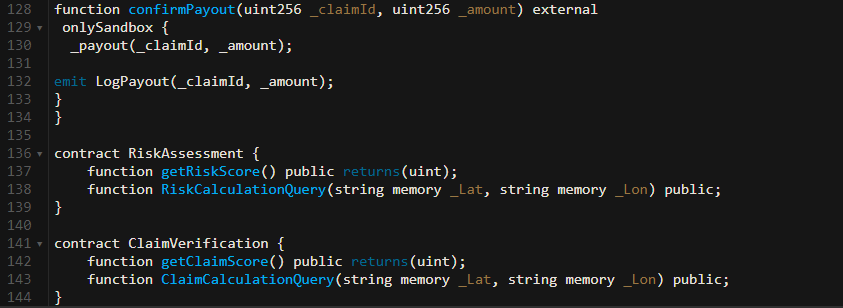 128 function confirmPayout(uint256 _claimId, uint256 _amount) external
129 onlySandbox {
130 _payout(_claimId, _amount);
131
132 emit LogPayout(_claimId, _amount);
133 }
134 }
135
136 contract RiskAssessment {
137 function getRiskScore() public returns(uint);
138 function RiskCalculationQuery(string memory _Lat, string memory _Lon) public;
139 }
140
141 contract ClaimVerification {
142 function getClaimScore() public returns(uint);
143 function ClaimCalculationQuery(string memory _Lat, string memory _Lon) public;
144 }